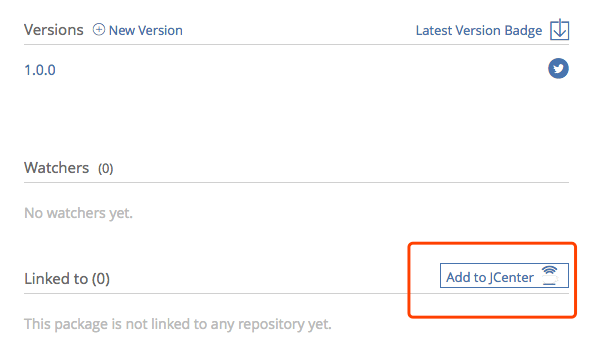 Versions New Version Latest Version Badge
1.0.0
Watchers (0)
No watchers yet.
Linked to (0) Add to JCenter
This package is not linked to any repository yet.